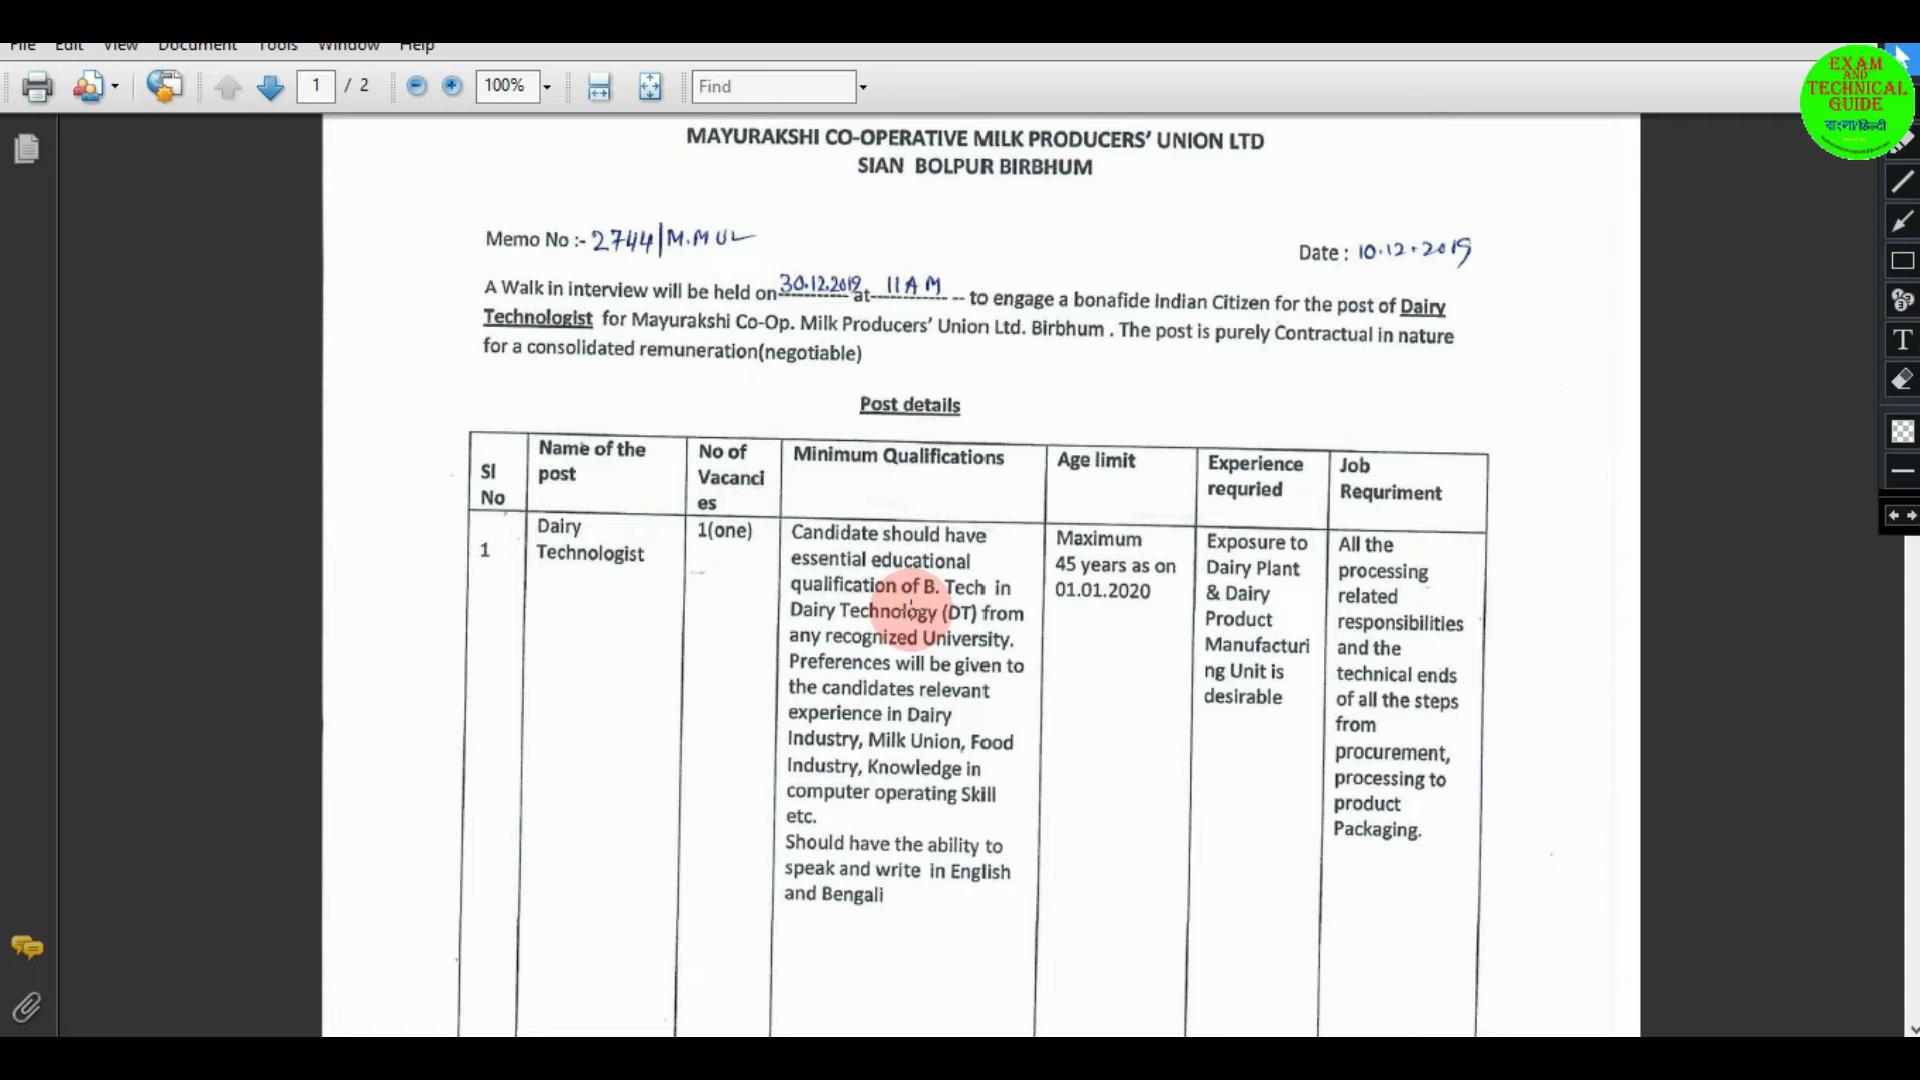 File Edit View Document Tools Window Help
1 / 2 100% Find
EXAM
AND
TECHNICAL
GUIDE
বাংলা/हिन्दी
MAYURAKSHI CO-OPERATIVE MILK PRODUCERS' UNION LTD
SIAN BOLPUR BIRBHUM
Memo No :- 2744/M.MUL
Date : 10.12.2019
A Walk in interview will be held on 30.12.2019 at 11 AM -- to engage a bonafide Indian Citizen for the post of Dairy
Technologist for Mayurakshi Co-Op. Milk Producers' Union Ltd. Birbhum . The post is purely Contractual in nature
for a consolidated remuneration(negotiable)
Post details
Sl
No
Name of the
post
No of
Vacanci
es
Minimum Qualifications
Age limit
Experience
requried
Job
Requriment
1
Dairy
Technologist
1(one)
Candidate should have
essential educational
qualification of B. Tech in
Dairy Technology (DT) from
any recognized University.
Preferences will be given to
the candidates relevant
experience in Dairy
Industry, Milk Union, Food
Industry, Knowledge in
computer operating Skill
etc.
Should have the ability to
speak and write in English
and Bengali
Maximum
45 years as on
01.01.2020
Exposure to
Dairy Plant
& Dairy
Product
Manufacturi
ng Unit is
desirable
All the
processing
related
responsibilities
and the
technical ends
of all the steps
from
procurement,
processing to
product
Packaging.